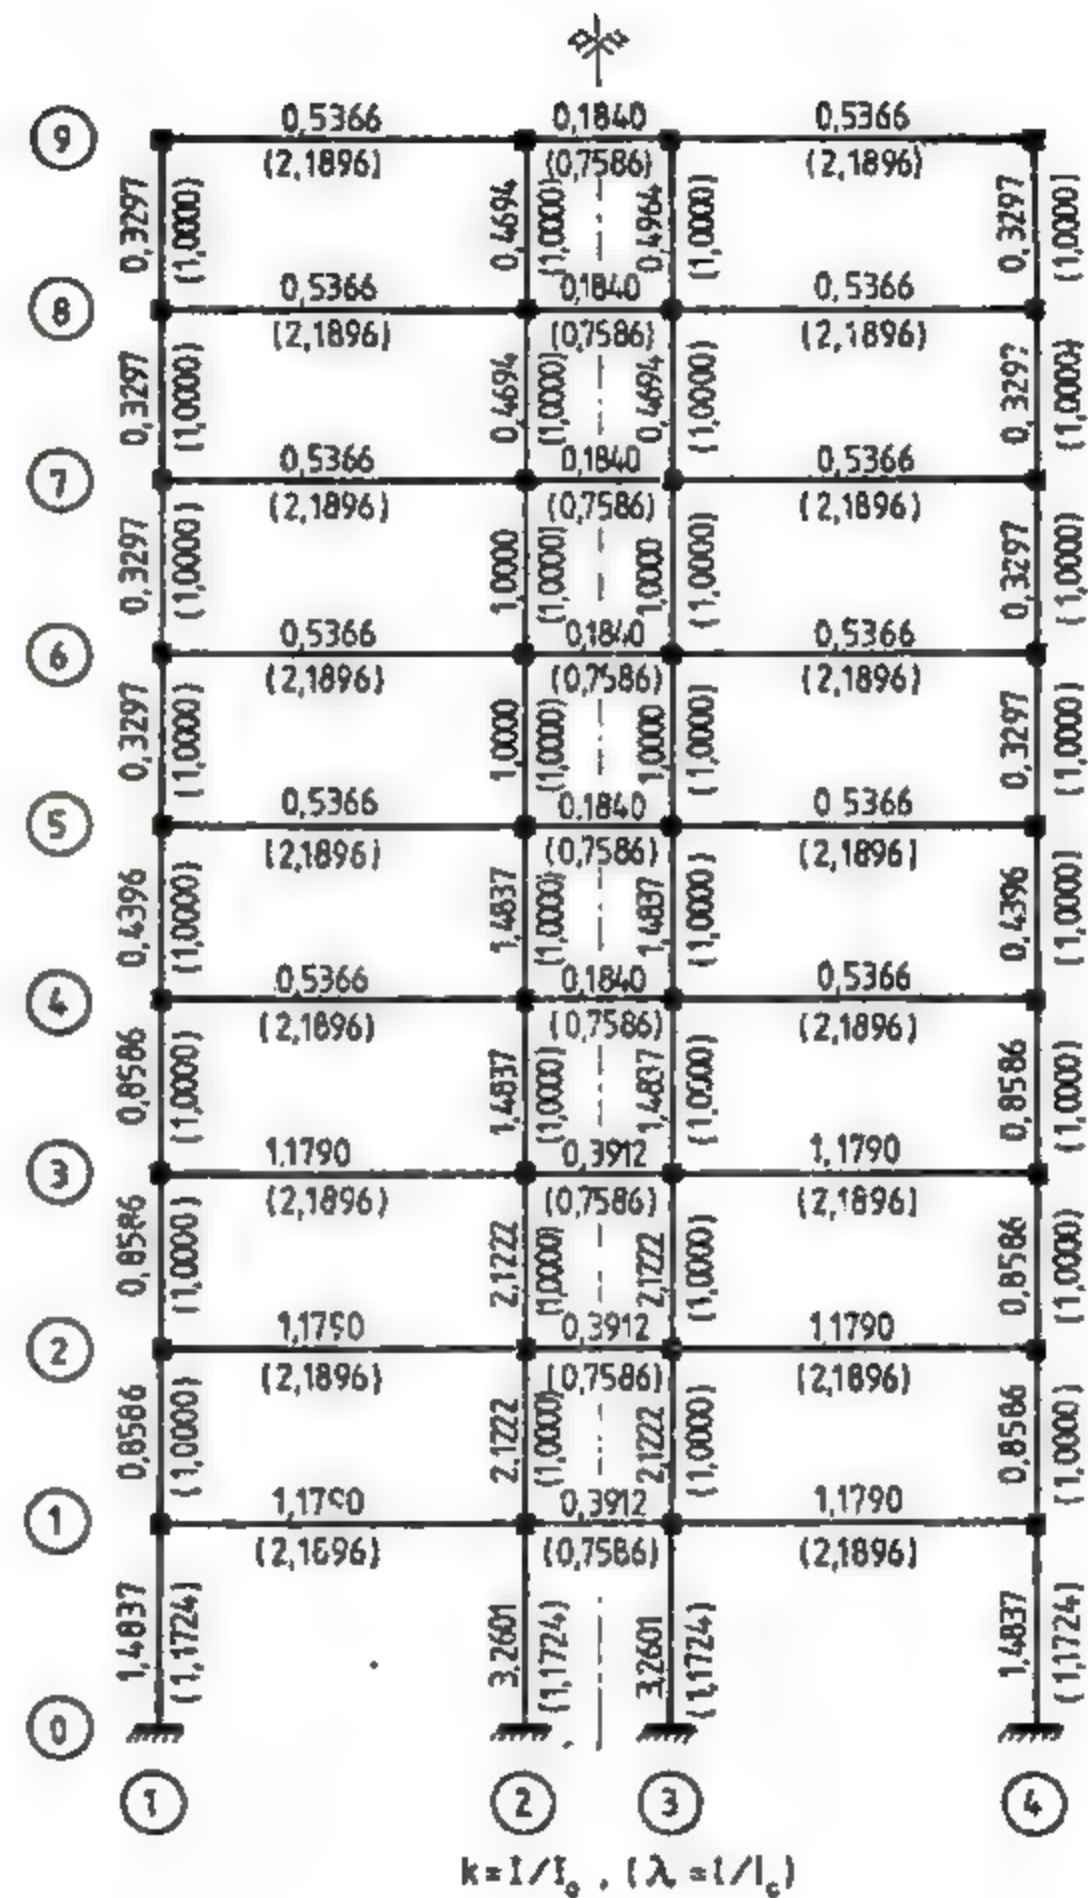 9 0,5366 0,1840 0,5366
(2,1896) (0,7586) (2,1896)
0,3297 (1,0000) 0,4694 (1,0000) 0,4964 (1,0000) 0,3297 (1,0000)
8 0,5366 0,1840 0,5366
(2,1896) (0,7586) (2,1896)
0,3297 (1,0000) 0,4694 (1,0000) 0,4694 (1,0000) 0,3297 (1,0000)
7 0,5366 0,1840 0,5366
(2,1896) (0,7586) (2,1896)
0,3297 (1,0000) 1,0000 (1,0000) 1,0000 (1,0000) 0,3297 (1,0000)
6 0,5366 0,1840 0,5366
(2,1896) (0,7586) (2,1896)
0,3297 (1,0000) 1,0000 (1,0000) 1,0000 (1,0000) 0,3297 (1,0000)
5 0,5366 0,1840 0 5366
(2,1896) (0,7586) (2,1896)
0,4396 (1,0000) 1,4837 (1,0000) 1,4837 (1,0000) 0,4396 (1,0000)
4 0,5366 0,1840 0,5366
(2,1896) (0,7586) (2,1896)
0,8586 (1,0000) 1,4837 (1,0000) 1,4837 (1,0000) 0,8586 (1,0000)
3 1,1790 0,3912 1,1790
(2,1896) (0,7586) (2,1896)
0,8586 (1,0000) 2,1222 (1,0000) 2,1222 (1,0000) 0,8586 (1,0000)
2 1,1790 0,3912 1,1790
(2,1896) (0,7586) (2,1896)
0,8586 (1,0000) 2,1222 (1,0000) 2,1222 (1,0000) 0,8586 (1,0000)
1 1,1790 0,3912 1,1790
(2,1896) (0,7586) (2,1896)
1,4837 (1,1724) 3,2601 (1,1724) 3,2601 (1,1724) 1,4837 (1,1724)
0
1 2 3 4
k = I/I₀ , (λ = l/l_c)